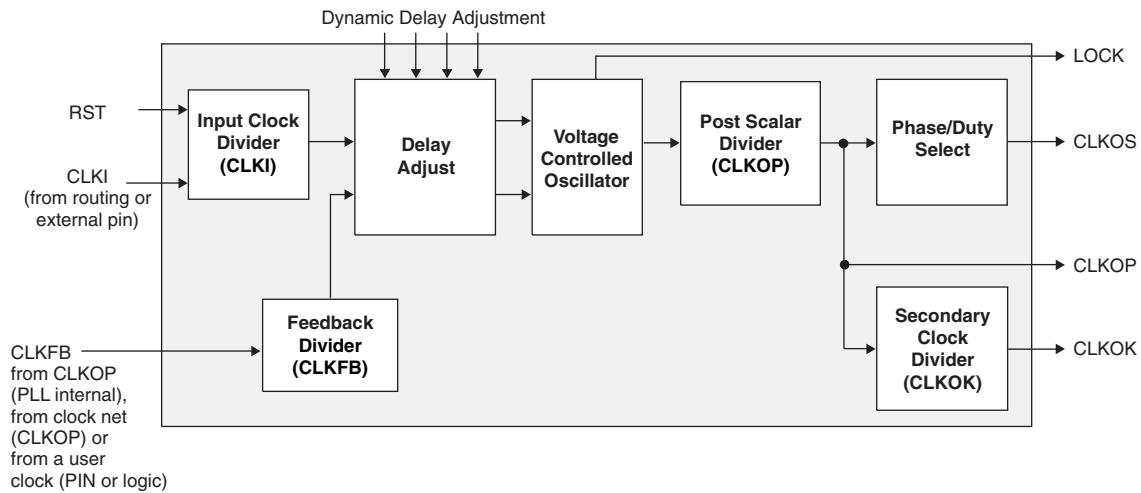 Dynamic Delay Adjustment
LOCK
RST
Input Clock
Divider
(CLKI)
Delay
Adjust
Voltage
Controlled
Oscillator
Post Scalar
Divider
(CLKOP)
Phase/Duty
Select
CLKOS
CLKI
(from routing or
external pin)
CLKOP
Feedback
Divider
(CLKFB)
Secondary
Clock
Divider
(CLKOK)
CLKOK
CLKFB
from CLKOP
(PLL internal),
from clock net
(CLKOP) or
from a user
clock (PIN or logic)